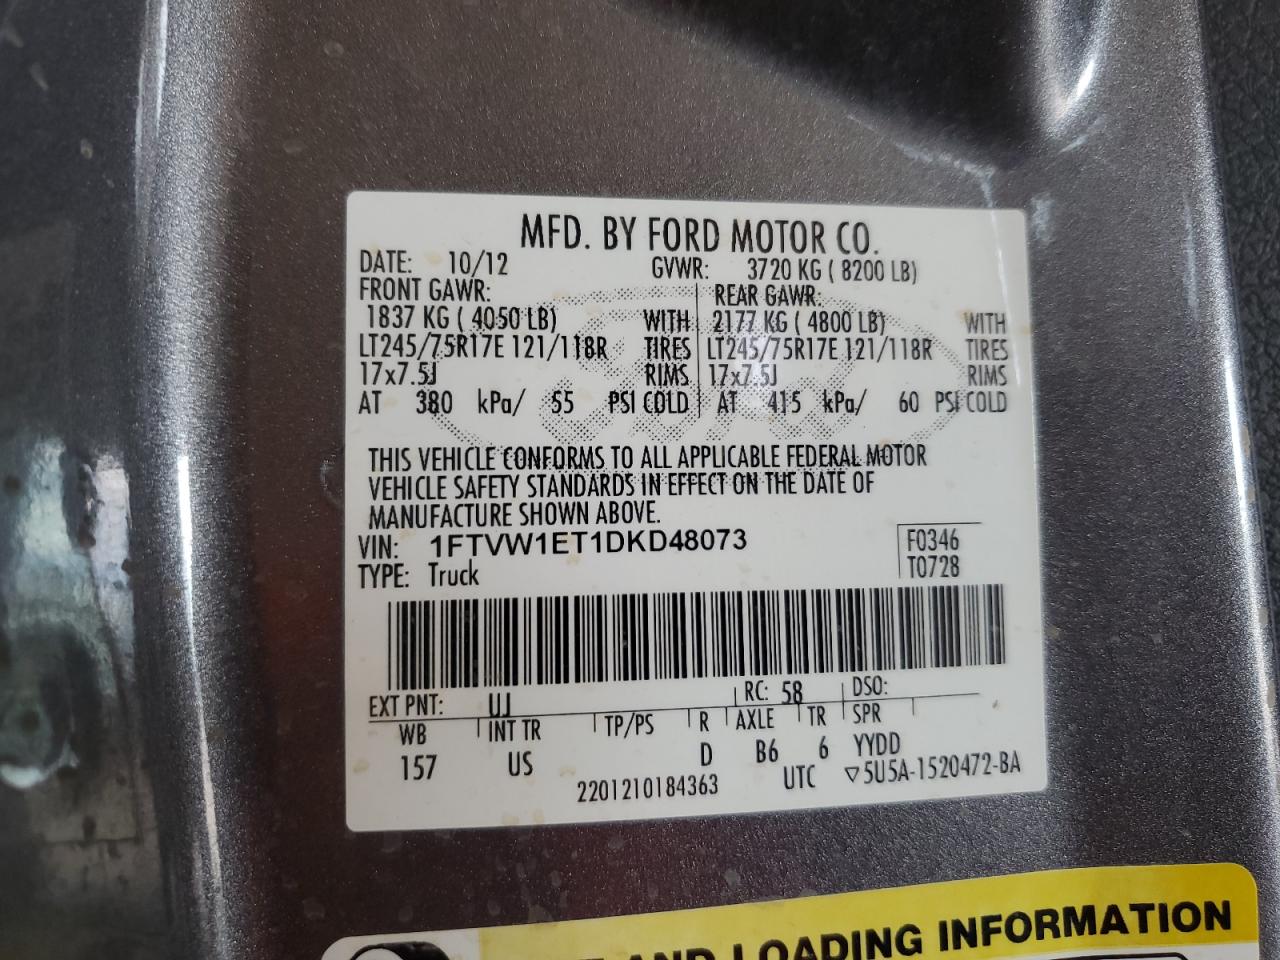 MFD. BY FORD MOTOR CO.
DATE: 10/12 GVWR: 3720 KG ( 8200 LB)
FRONT GAWR: REAR GAWR:
1837 KG ( 4050 LB) WITH 2177 KG ( 4800 LB) WITH
LT245/75R17E 121/118R TIRES LT245/75R17E 121/118R TIRES
17x7.5J RIMS 17x7.5J RIMS
AT 380 kPa/ 55 PSI COLD AT 415 kPa/ 60 PSI COLD
THIS VEHICLE CONFORMS TO ALL APPLICABLE FEDERAL MOTOR
VEHICLE SAFETY STANDARDS IN EFFECT ON THE DATE OF
MANUFACTURE SHOWN ABOVE.
VIN: 1FTVW1ET1DKD48073 F0346
TYPE: Truck T0728
EXT PNT: UJ RC: 58 DSO:
WB INT TR TP/PS R AXLE TR SPR
157 US D B6 6 YYDD
2201210184363 UTC ▽5U5A-1520472-BA
AND LOADING INFORMATION